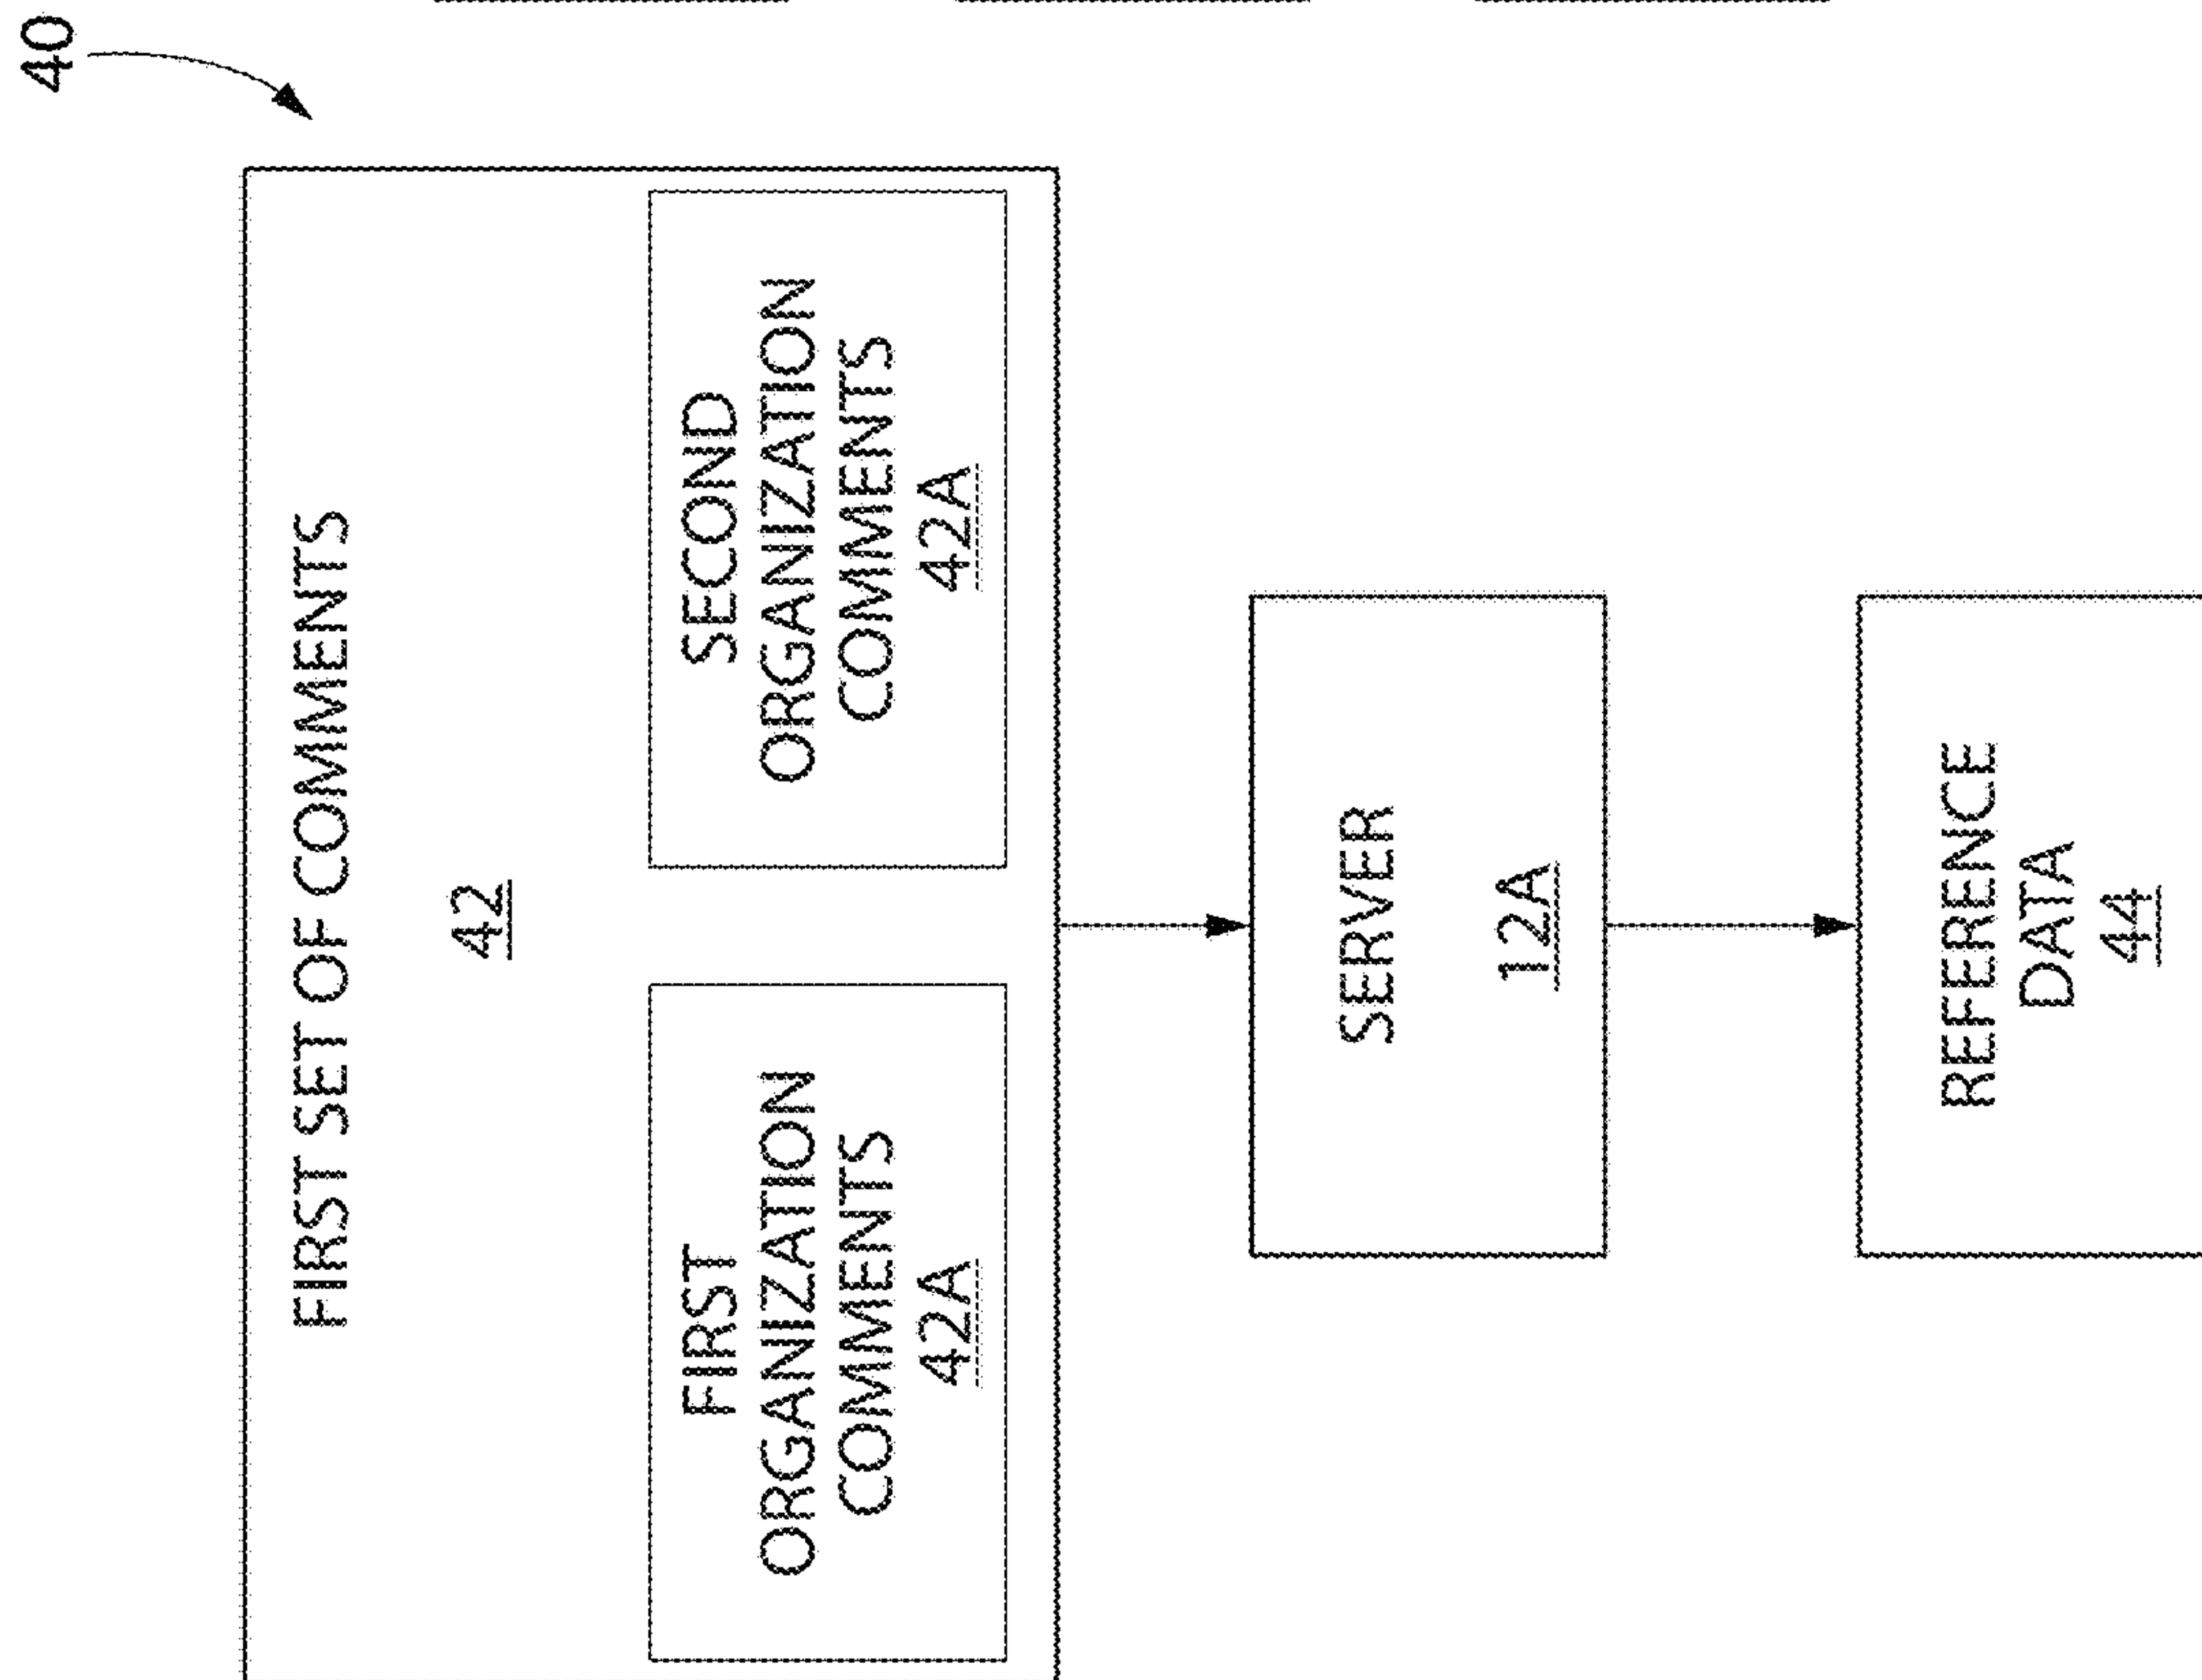 40
FIRST SET OF COMMENTS
42
FIRST
ORGANIZATION
COMMENTS
42A
SECOND
ORGANIZATION
COMMENTS
42A
SERVER
12A
REFERENCE
DATA
44